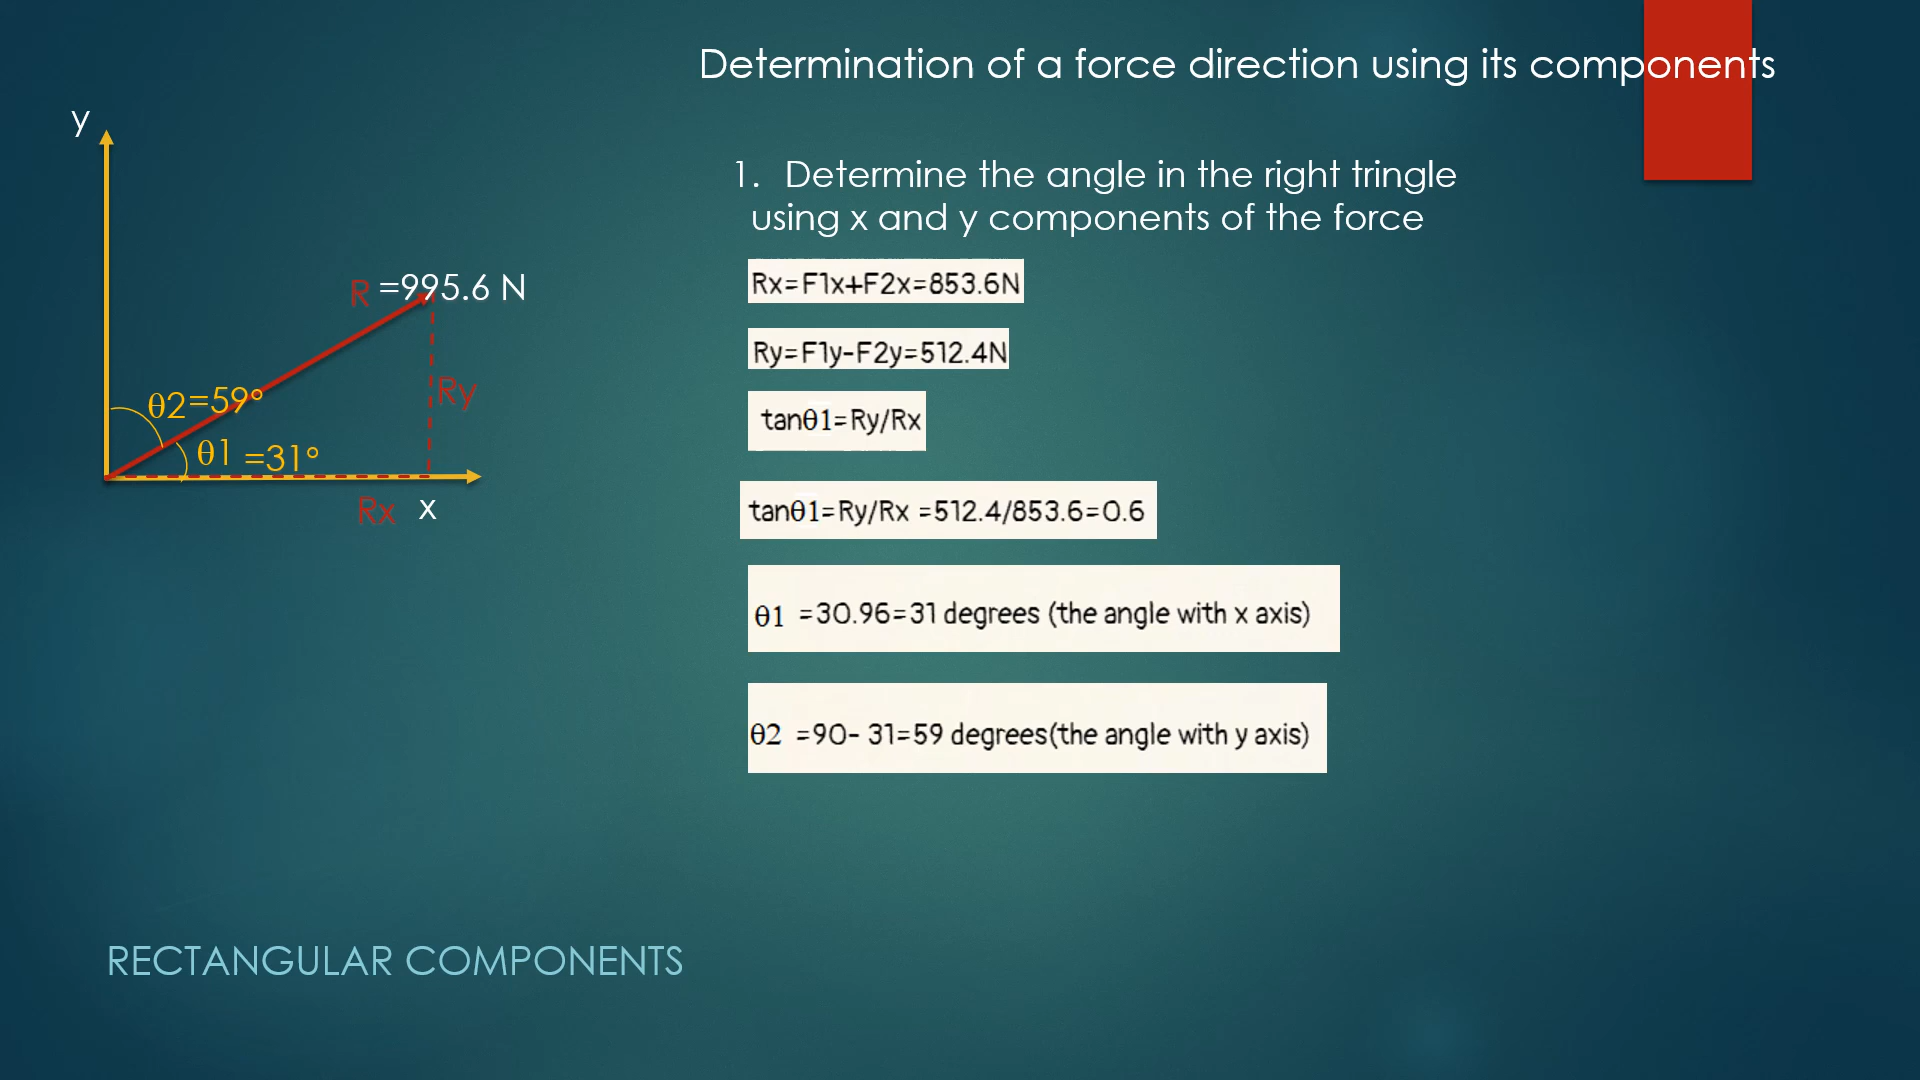 Determination of a force direction using its components
y
1. Determine the angle in the right tringle
using x and y components of the force
Rx=F1x+F2x=853.6N
R =995.6 N
Ry=F1y-F2y=512.4N
Ry
θ2=59°
tanθ1=Ry/Rx
θ1 =31°
Rx x
tanθ1=Ry/Rx =512.4/853.6=0.6
θ1 =30.96=31 degrees (the angle with x axis)
θ2 =90- 31=59 degrees(the angle with y axis)
RECTANGULAR COMPONENTS